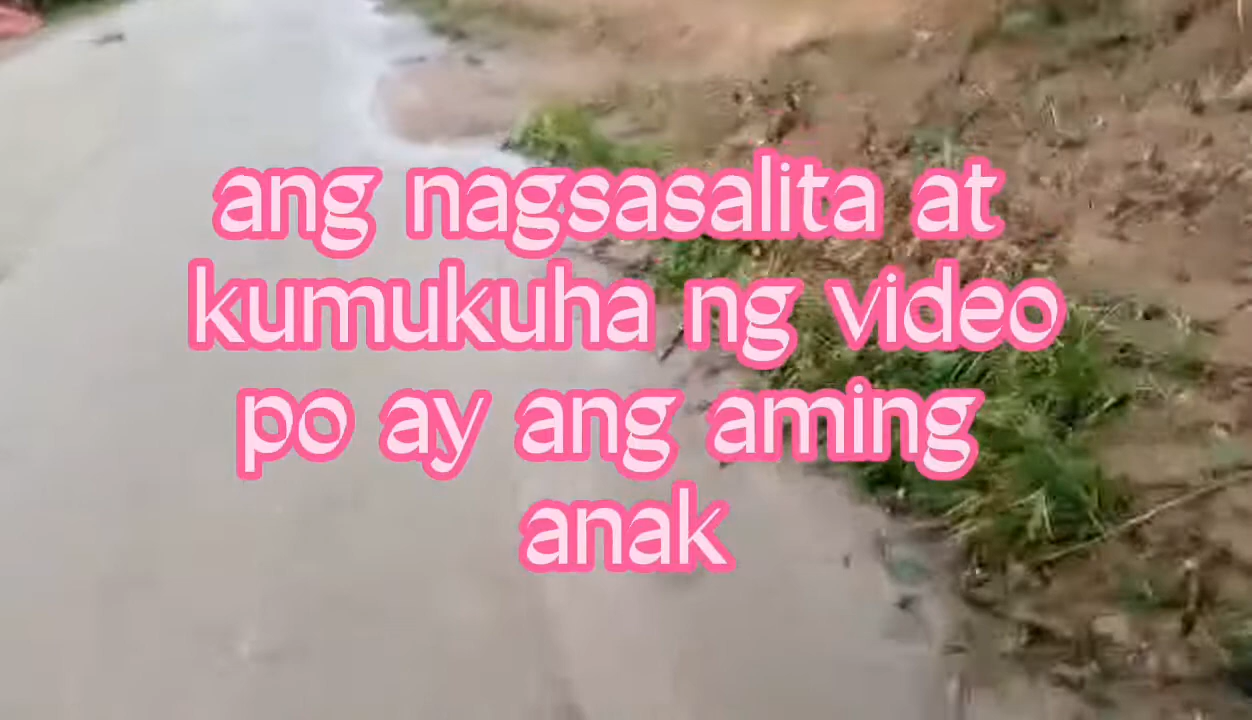 ang nagsasalita at
kumukuha ng video
po ay ang aming
anak